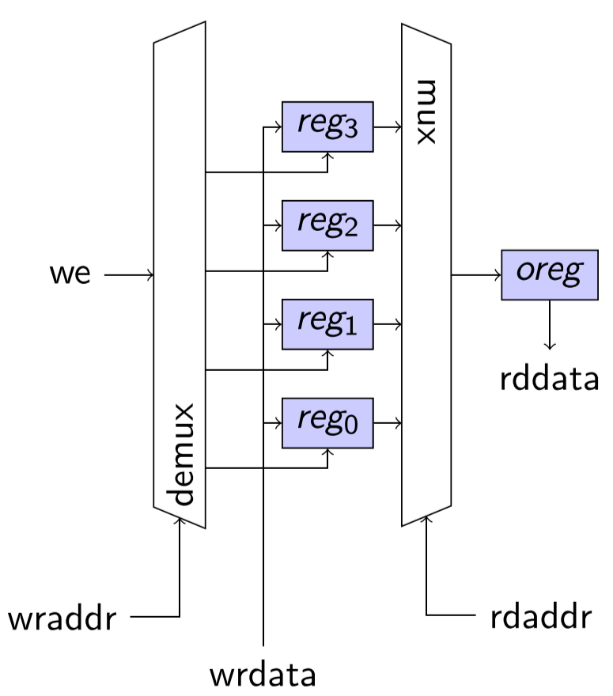 mux
reg₃
reg₂
we
oreg
reg₁
rddata
reg₀
demux
wraddr
rdaddr
wrdata